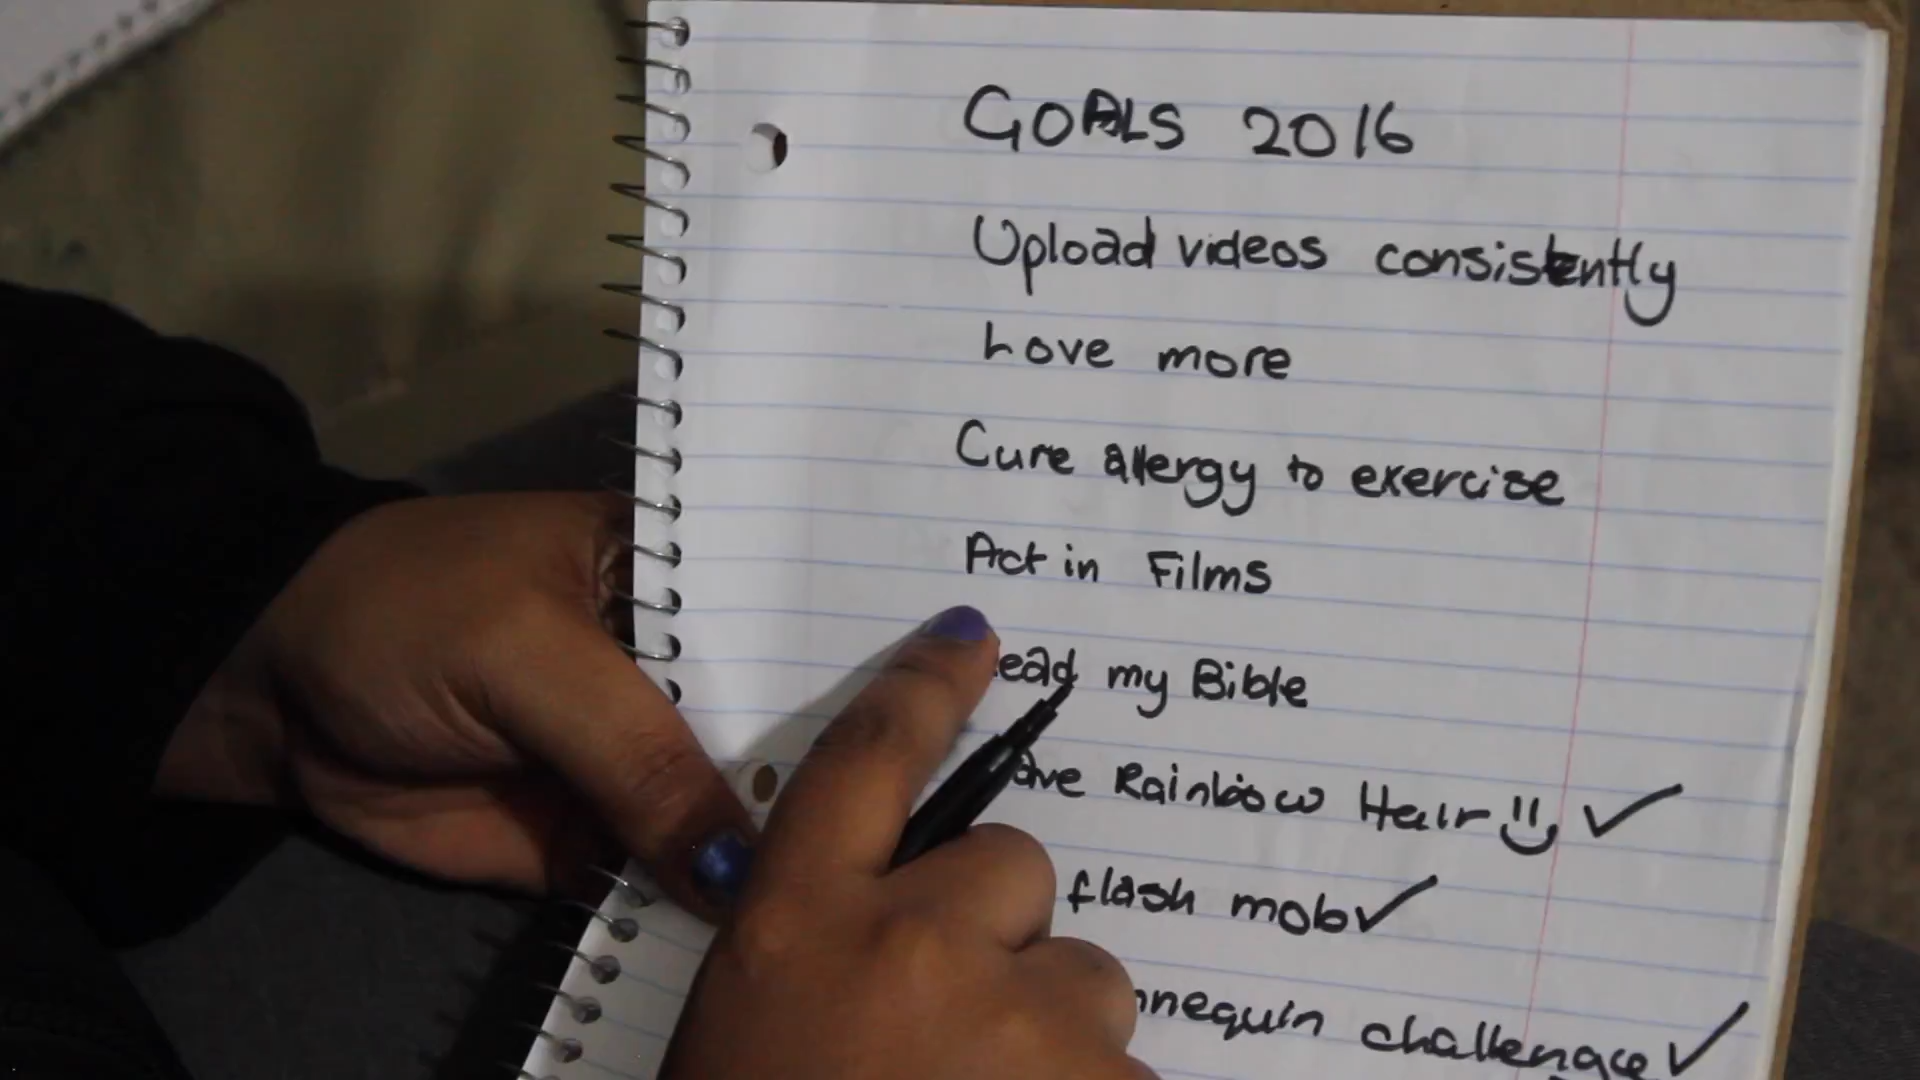 GOALS 2016
Upload videos consistently
Love more
Cure allergy to exercise
Act in Films
my Bible
Rainbow Hair
flash mob
challenge